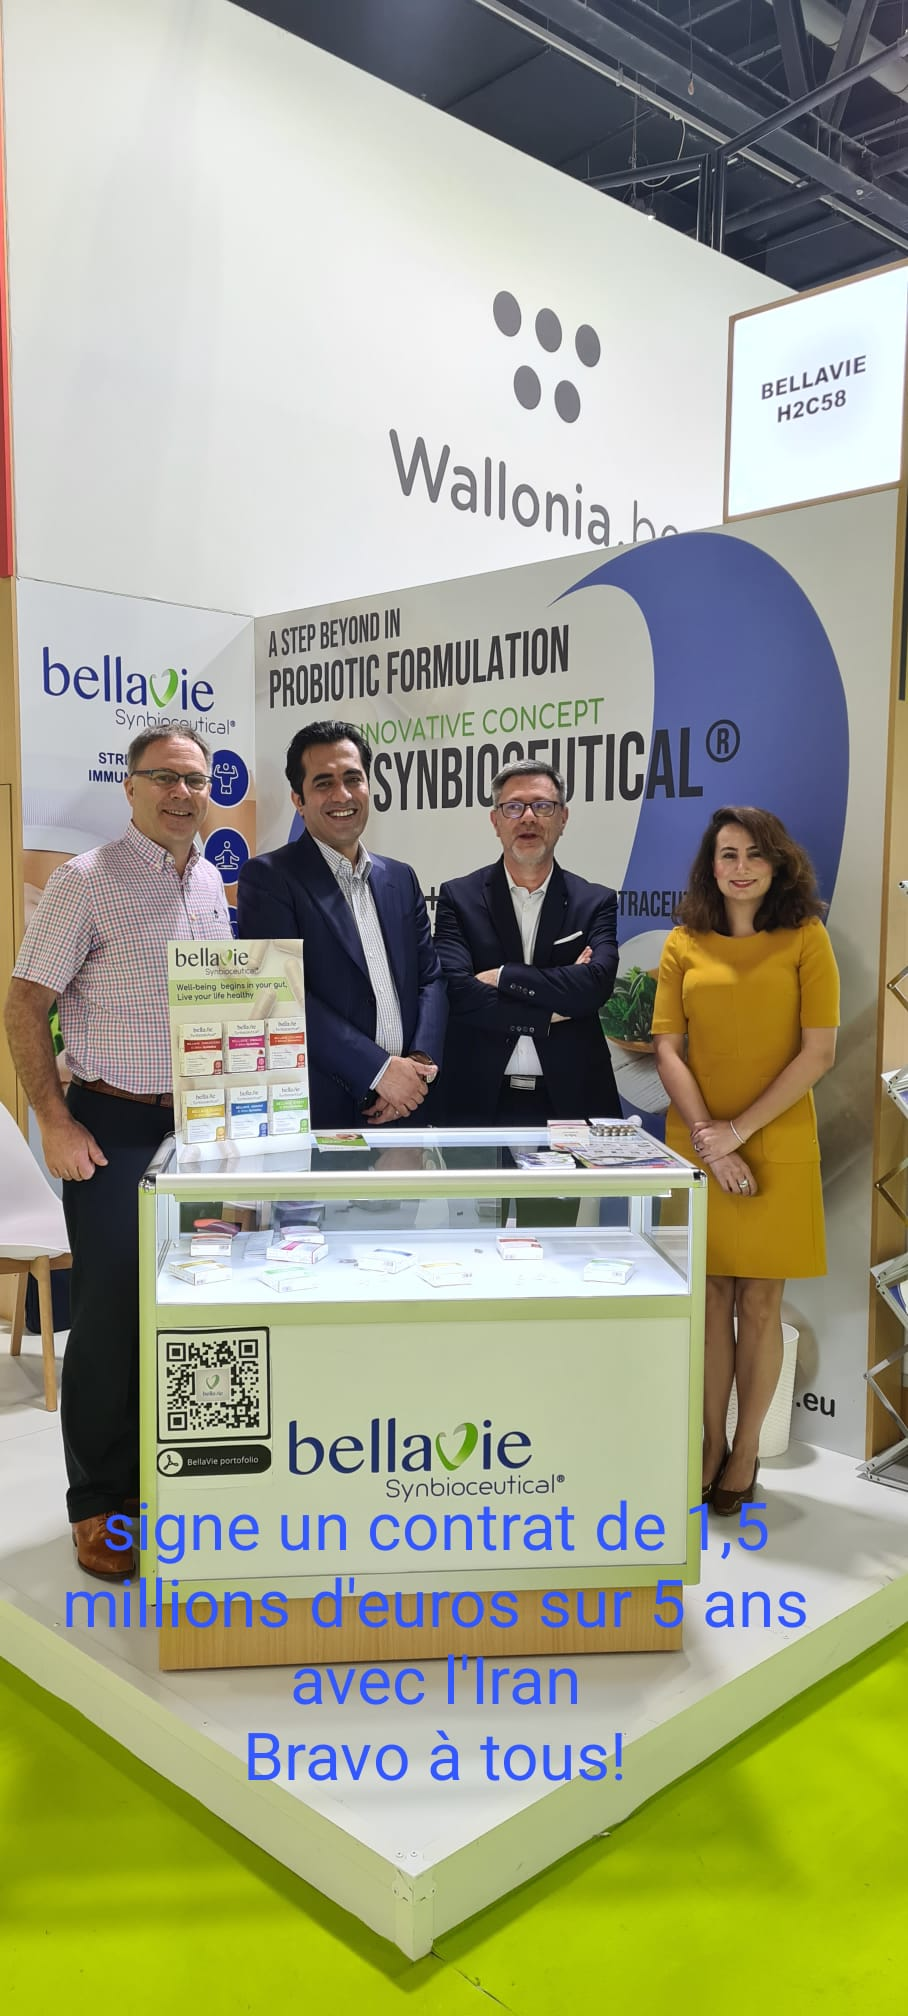 BELLAVIE
H2C58
Wallonia.be
A STEP BEYOND IN
PROBIOTIC FORMULATION
INNOVATIVE CONCEPT
SYNBIOCEUTICAL®
bellavie
Synbioceutical®
bellavie
Synbioceutical®
Well-being begins in your gut,
Live your life healthy
BellaVie portofolio
.eu
bellavie
Synbioceutical®
signe un contrat de 1,5
millions d'euros sur 5 ans
avec l'Iran
Bravo à tous!